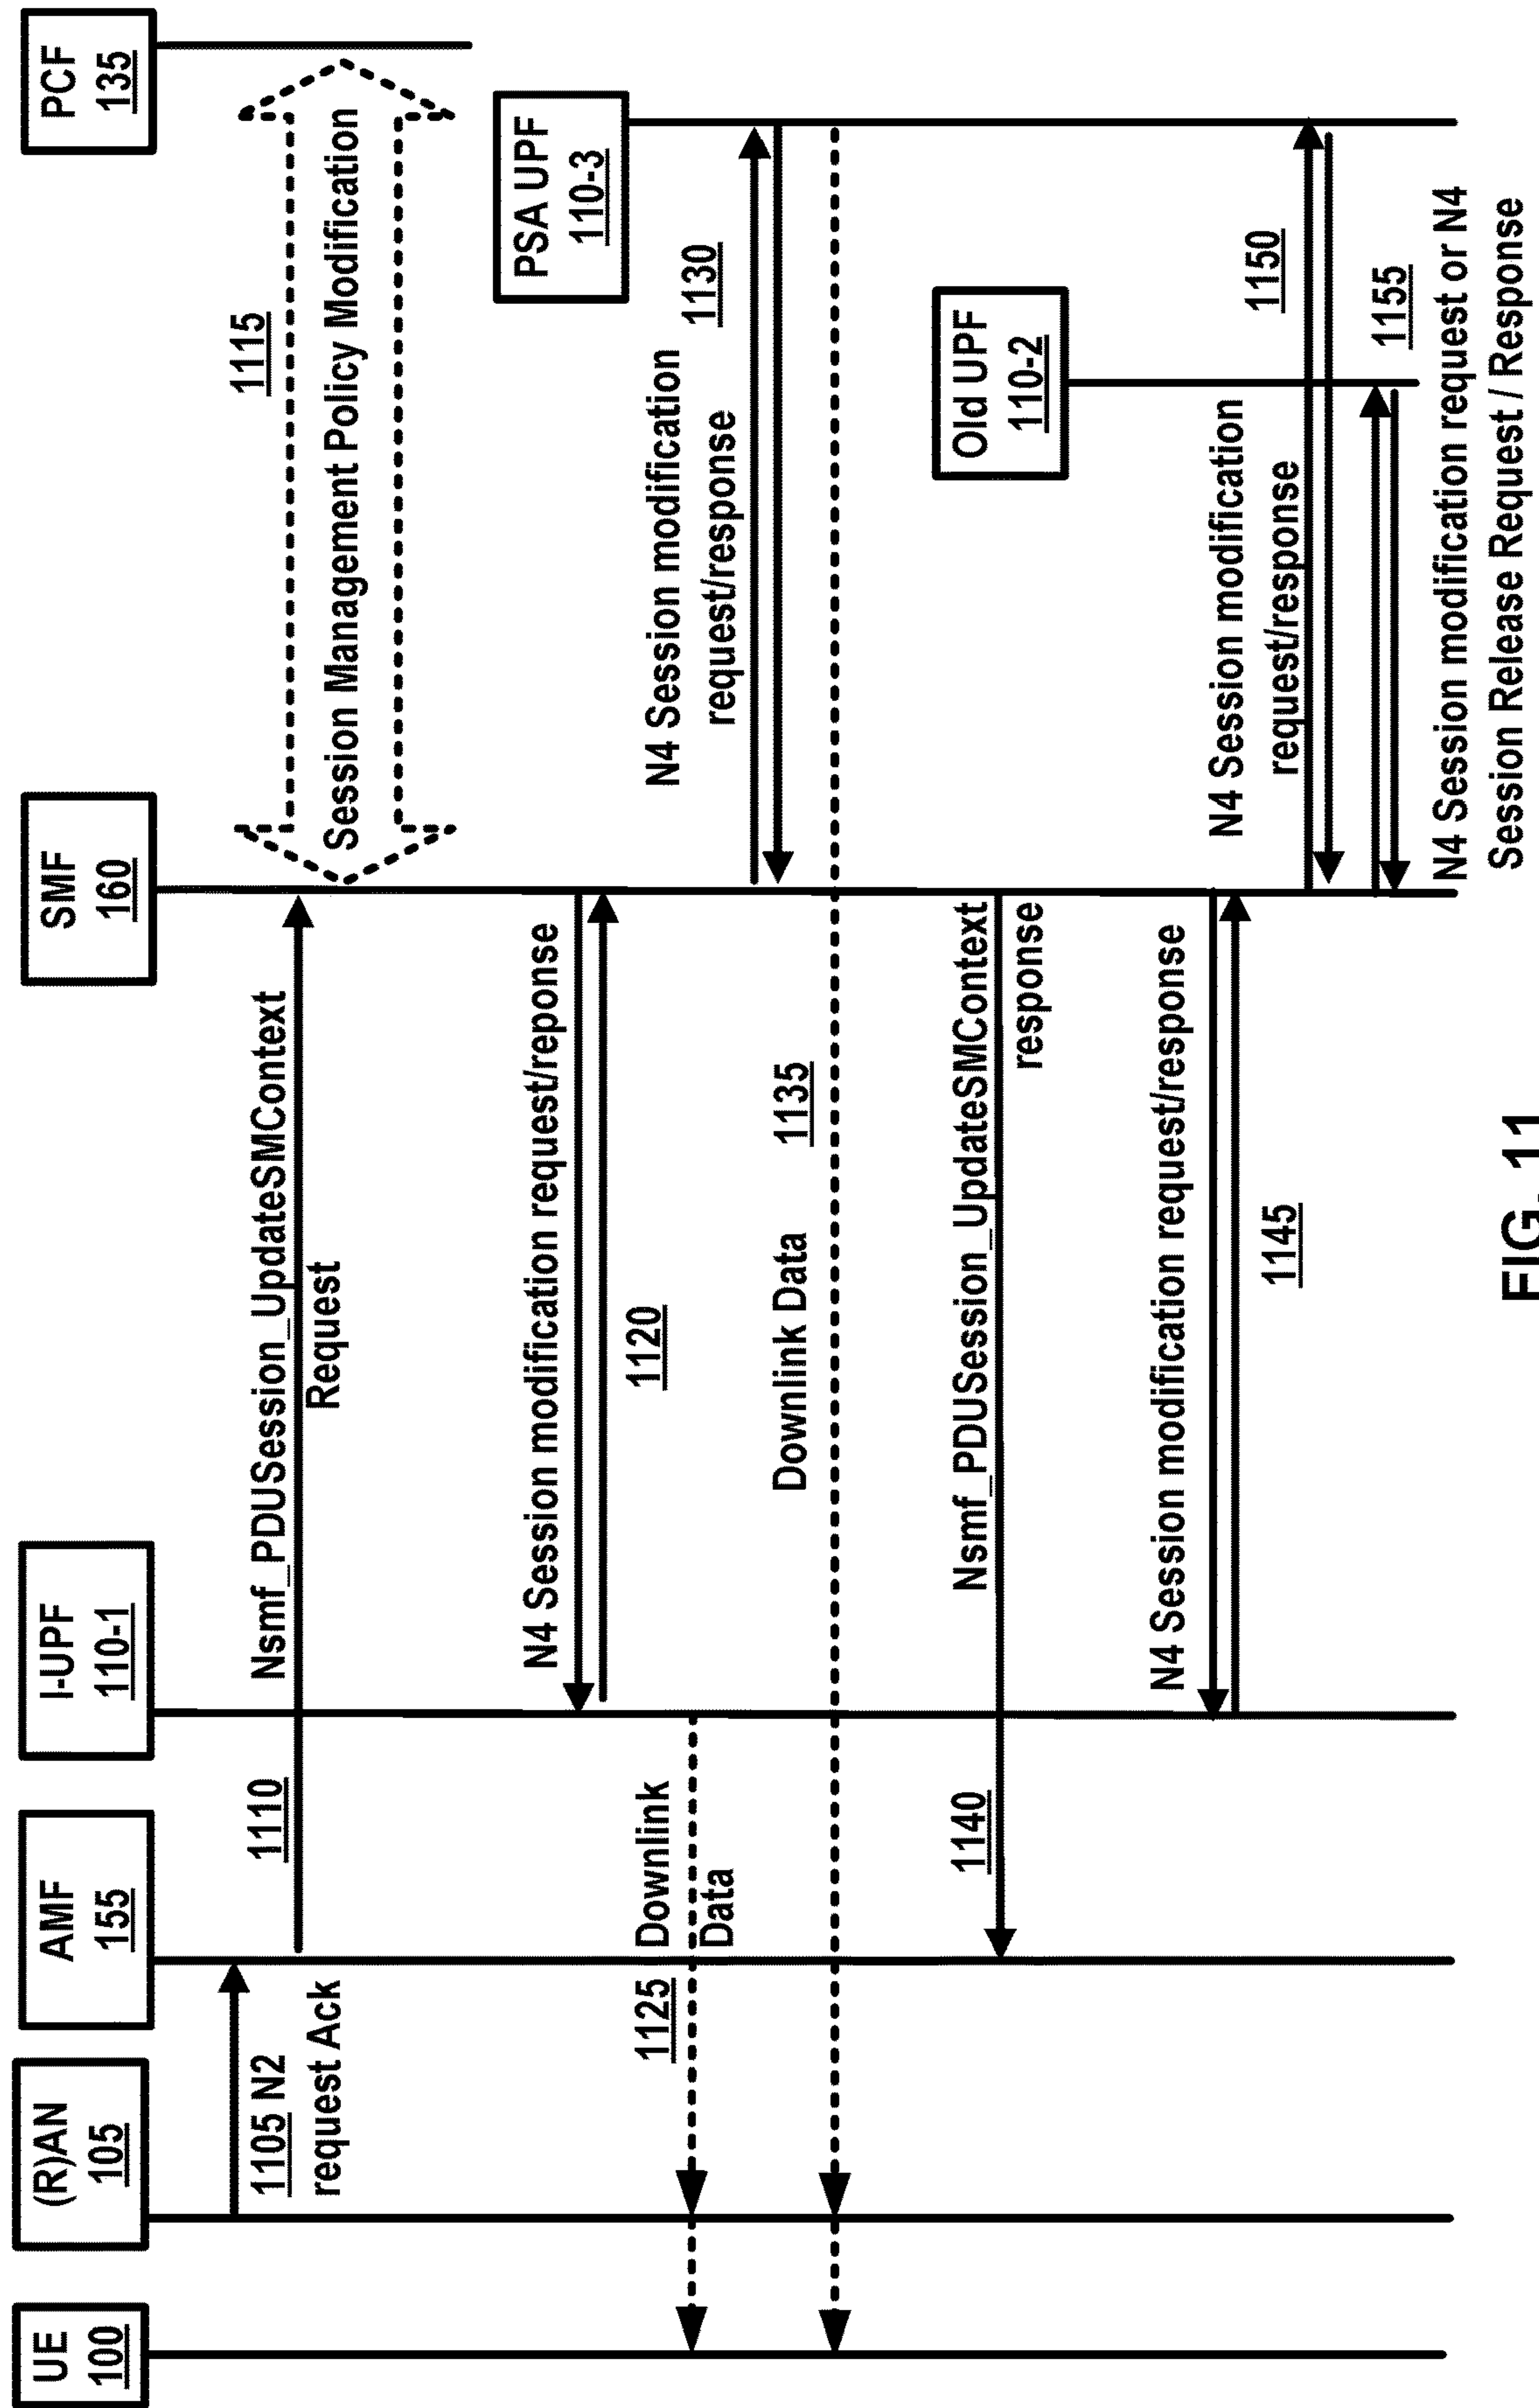 UE
100
(R)AN
105
AMF
155
I-UPF
110-1
SMF
160
PCF
135
1105 N2
request Ack
1110
Nsmf_PDUSession_UpdateSMContext
Request
1115
Session Management Policy Modification
N4 Session modification request/reponse
1120
PSA UPF
110-3
1125
Downlink
Data
N4 Session modification
request/response
1130
Downlink Data
1135
Old UPF
110-2
1140
Nsmf_PDUSession_UpdateSMContext
response
N4 Session modification request/response
1145
N4 Session modification
request/response
1150
1155
N4 Session modification request or N4
Session Release Request / Response
FIG. 11